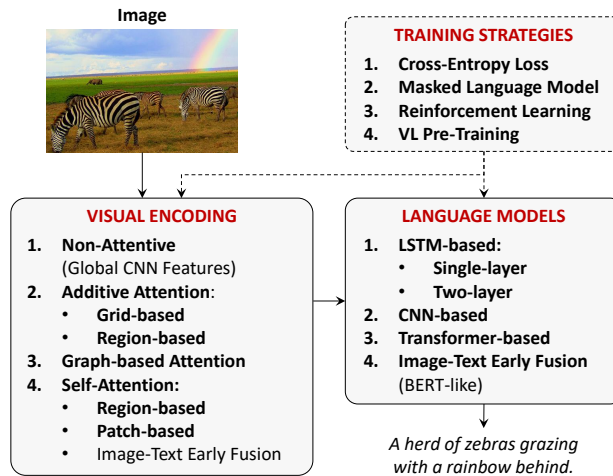 Image
TRAINING STRATEGIES
1. Cross-Entropy Loss
2. Masked Language Model
3. Reinforcement Learning
4. VL Pre-Training
VISUAL ENCODING
1. Non-Attentive
(Global CNN Features)
2. Additive Attention:
• Grid-based
• Region-based
3. Graph-based Attention
4. Self-Attention:
• Region-based
• Patch-based
• Image-Text Early Fusion
LANGUAGE MODELS
1. LSTM-based:
• Single-layer
• Two-layer
2. CNN-based
3. Transformer-based
4. Image-Text Early Fusion
(BERT-like)
A herd of zebras grazing
with a rainbow behind.